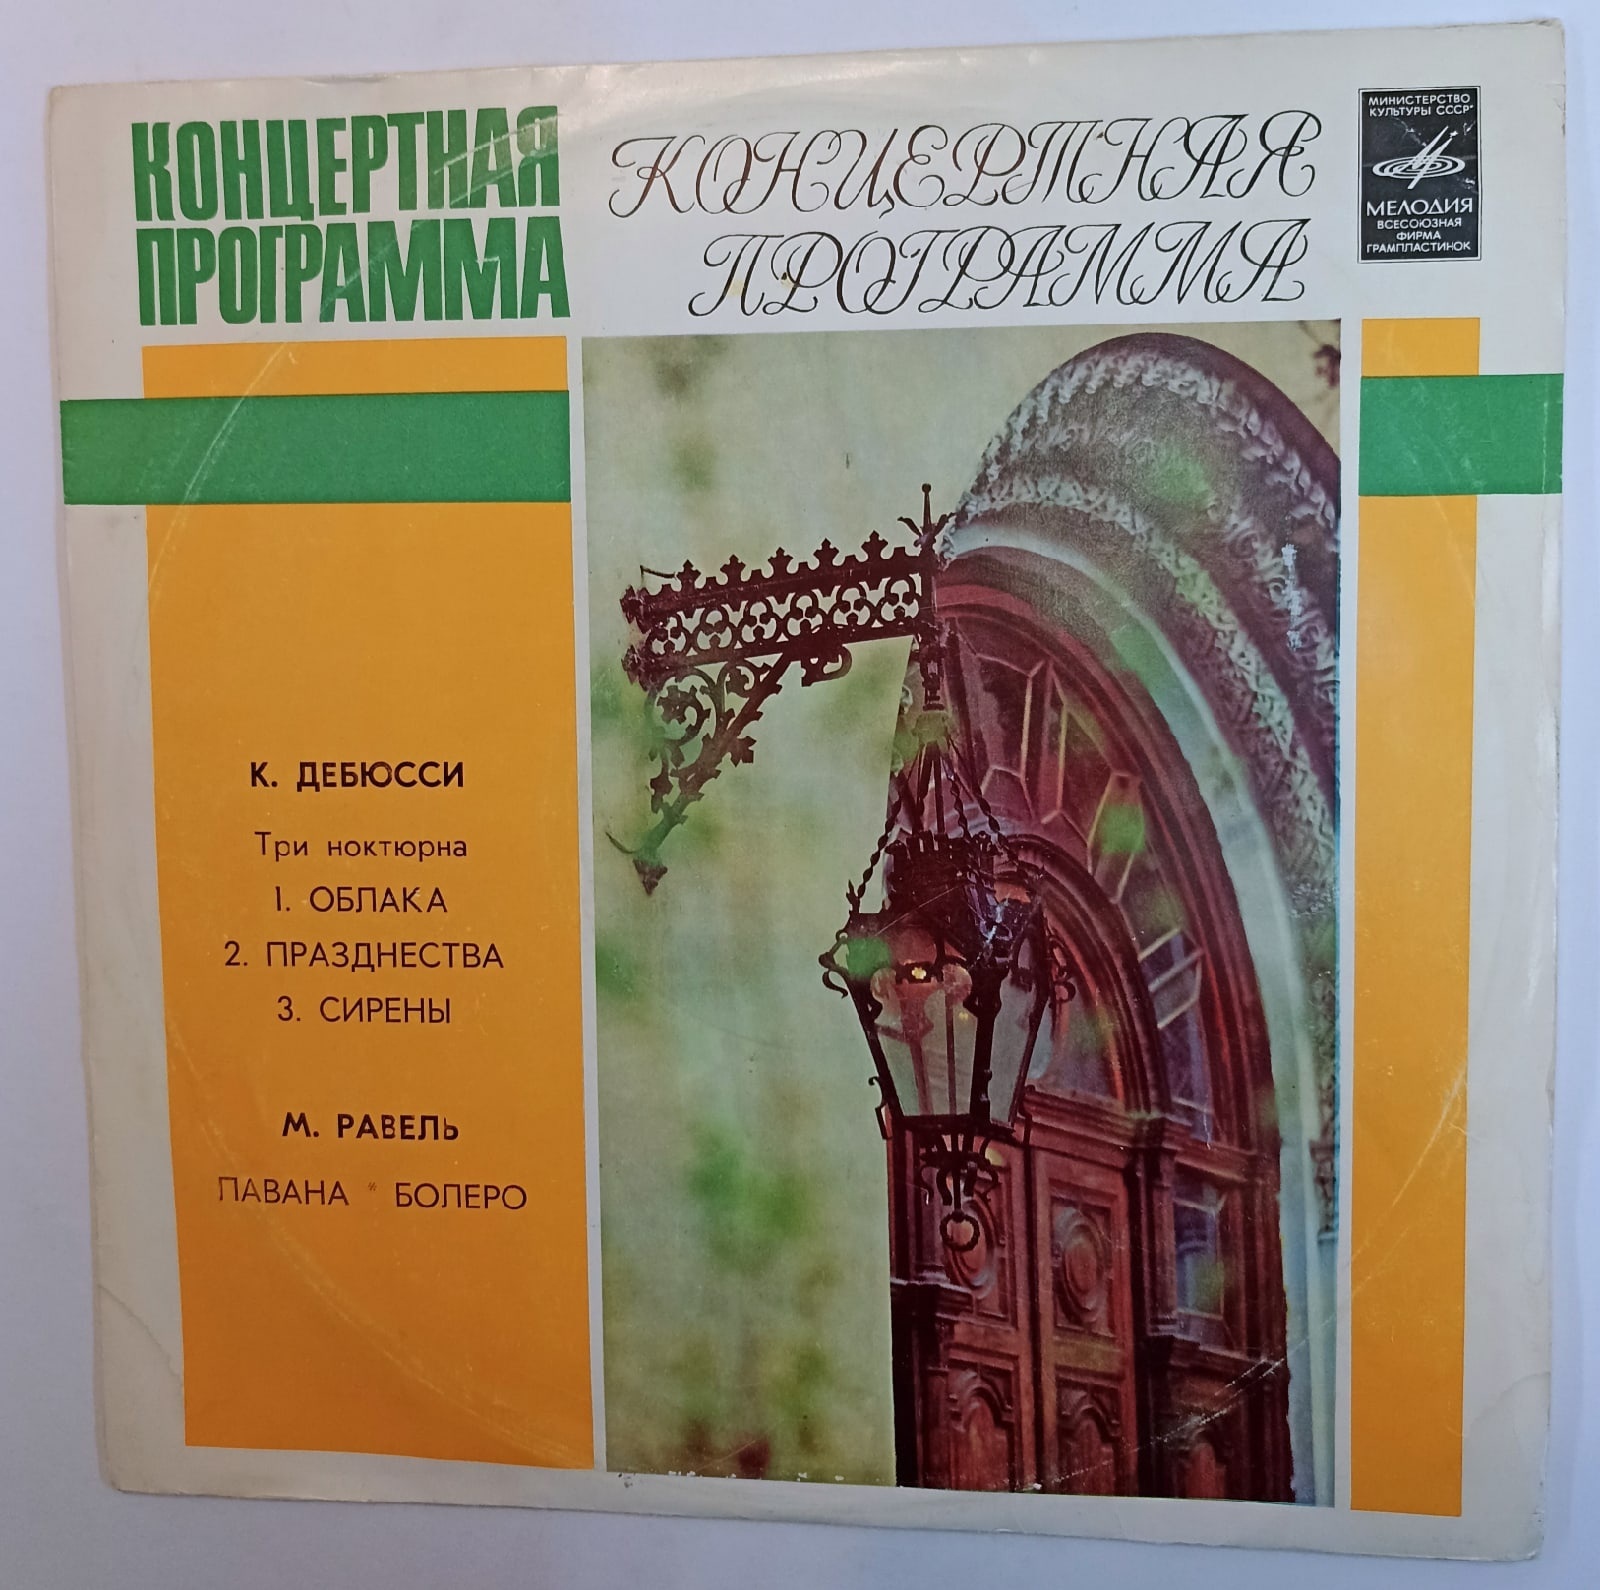 КОНЦЕРТНАЯ
ПРОГРАММА
КОНЦЕРТНАЯ
ПРОГРАММА
МИНИСТЕРСТВО
КУЛЬТУРЫ СССР
МЕЛОДИЯ
ВСЕСОЮЗНАЯ
ФИРМА
ГРАМПЛАСТИНОК
К. ДЕБЮССИ
Три ноктюрна
1. ОБЛАКА
2. ПРАЗДНЕСТВА
3. СИРЕНЫ
М. РАВЕЛЬ
ПАВАНА * БОЛЕРО